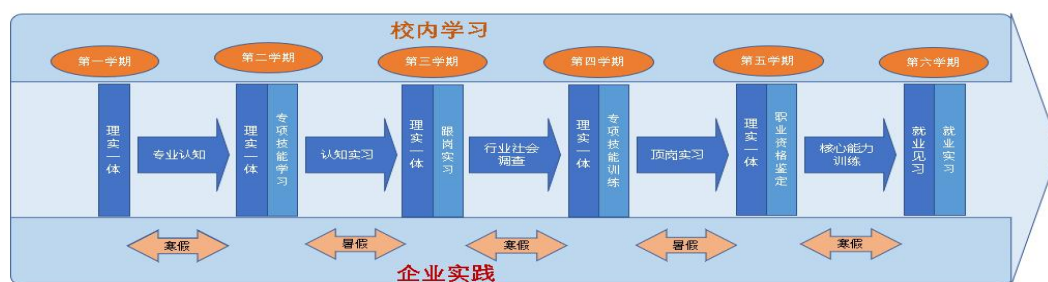 校内学习
第一学期
第二学期
第三学期
第四学期
第五学期
第六学期
理实一体
专业认知
理实一体
专项技能学习
认知实习
理实一体
跟岗实习
行业社会
调查
理实一体
专项技能训练
顶岗实习
理实一体
职业资格鉴定
核心能力
训练
就业见习
就业实习
寒假
暑假
寒假
暑假
寒假
企业实践